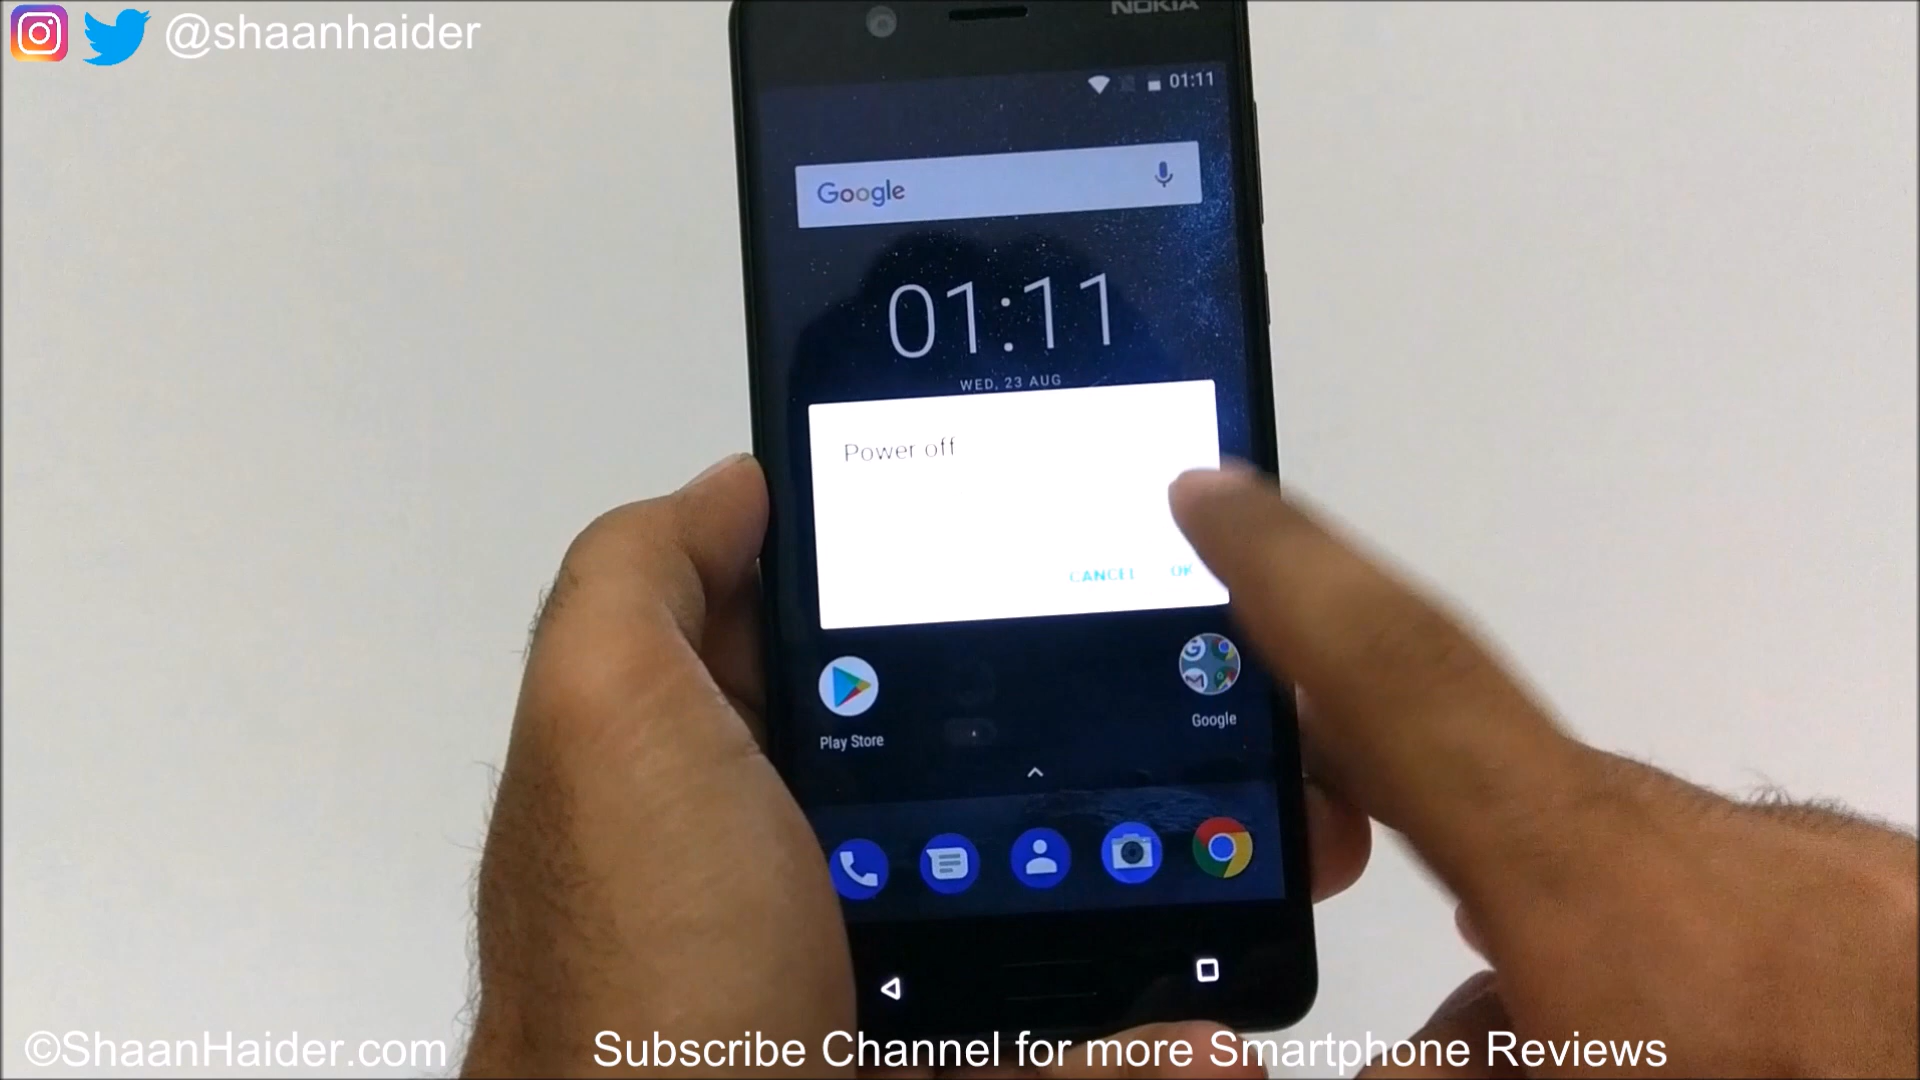 @shaanhaider
NOKIA
01:11
Google
01:11
WED, 23 AUG
Power off
CANCEL OK
Play Store
Google
©ShaanHaider.com
Subscribe Channel for more Smartphone Reviews